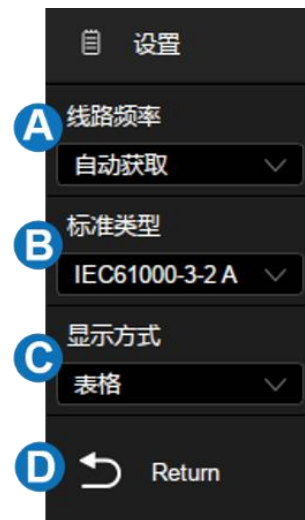 设置
A
线路频率
自动获取
B
标准类型
IEC61000-3-2 A
C
显示方式
表格
D
Return